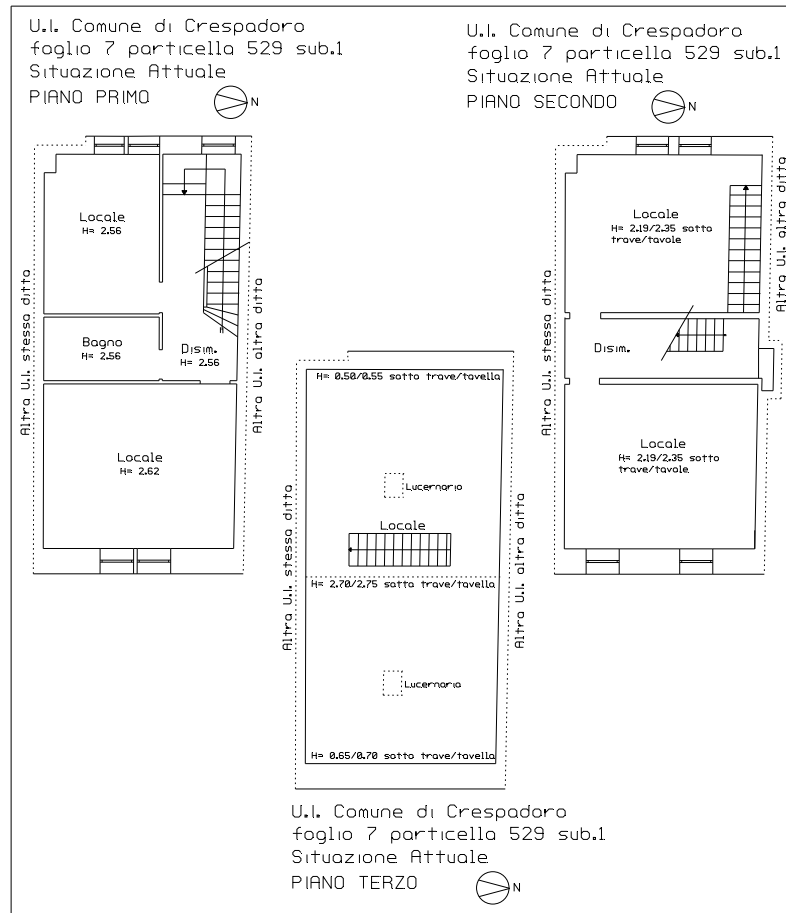 U.I. Comune di Crespadoro
foglio 7 particella 529 sub.1
Situazione Attuale
PIANO PRIMO
N
Altra U.I. stessa ditta
Locale
H= 2.56
Bagno
H= 2.56
Disim.
H= 2.56
Locale
H= 2.62
Altra U.I. altra ditta
U.I. Comune di Crespadoro
foglio 7 particella 529 sub.1
Situazione Attuale
PIANO SECONDO
N
Altra U.I. stessa ditta
Locale
H= 2.19/2.35 sotto
trave/tavole
Disim.
Locale
H= 2.19/2.35 sotto
trave/tavole
Altra U.I. altra ditta
Altra U.I. stessa ditta
H= 0.50/0.55 sotto trave/tavella
Lucernario
Locale
H= 2.70/2.75 sotto trave/tavella
Lucernario
H= 0.65/0.70 sotto trave/tavella
Altra U.I. altra ditta
U.I. Comune di Crespadoro
foglio 7 particella 529 sub.1
Situazione Attuale
PIANO TERZO
N